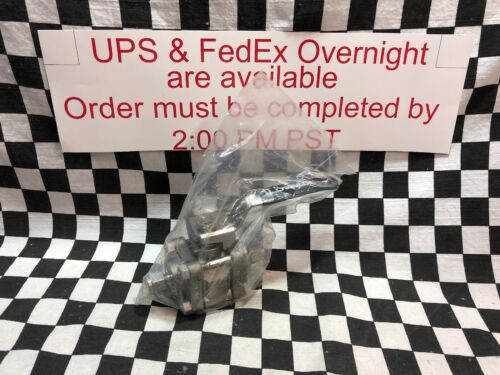 UPS & FedEx Overnight
are available
Order must be completed by
2:00 PM PST